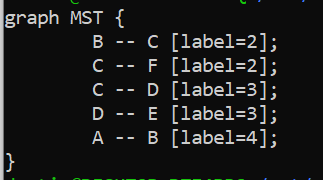 graph MST {
B -- C [label=2];
C -- F [label=2];
C -- D [label=3];
D -- E [label=3];
A -- B [label=4];
}